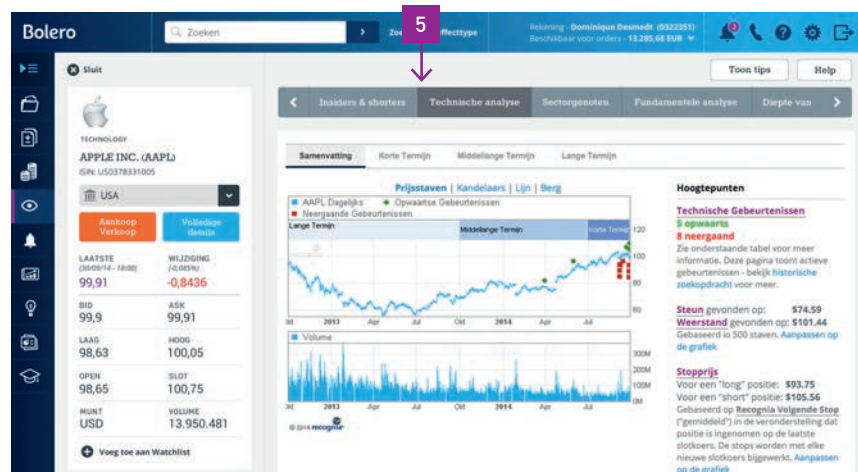 Bolero
Zoeken
5
Rekening - Dominique Desmedt (0322351)
Beschikbaar voor orders - 13.285,68 EUR
Sluit
Toon tips
Help
Insiders & shorters
Technische analyse
Sectorgenoten
Fundamentele analyse
Diepte van
TECHNOLOGY
APPLE INC. (AAPL)
ISIN: US0378331005
USA
Aankoop
Verkoop
Volledige
details
LAATSTE
(30/09/14 - 18:00)
99,91
WIJZIGING
-0,8436
BID
99,9
ASK
99,91
LAAG
98,63
HOOG
100,05
OPEN
98,65
SLOT
100,75
MUNT
USD
VOLUME
13.950.481
Voeg toe aan Watchlist
Samenvatting
Korte Termijn
Middellange Termijn
Lange Termijn
Prijsstaven | Kandelaars | Lijn | Berg
AAPL Dagelijks
Opwaartse Gebeurtenissen
Neergaande Gebeurtenissen
Lange Termijn
Middellange Termijn
Korte Termijn
120
100
80
60
2013
Apr
Jul
Okt
2014
Apr
Jul
Volume
300M
200M
100M
0M
2013
Apr
Jul
Okt
2014
Apr
Jul
© 2014 recognia
Hoogtepunten
Technische Gebeurtenissen
5 opwaarts
8 neergaand
Zie onderstaande tabel voor meer
informatie. Deze pagina toont actieve
gebeurtenissen - bekijk historische
zoekopdracht voor meer.
Steun gevonden op: $74.59
Weerstand gevonden op: $101.44
Gebaseerd io 500 staven. Aanpassen op
de grafiek
Stopprijs
Voor een "long" positie: $93.75
Voor een "short" positie: $105.56
Gebaseerd op Recognia Volgende Stop
("gemiddeld") in de veronderstelling dat
positie is ingenomen op de laatste
slotkoers. De stops worden met elke
nieuwe slotkoers bijgewerkt. Aanpassen
op de grafiek